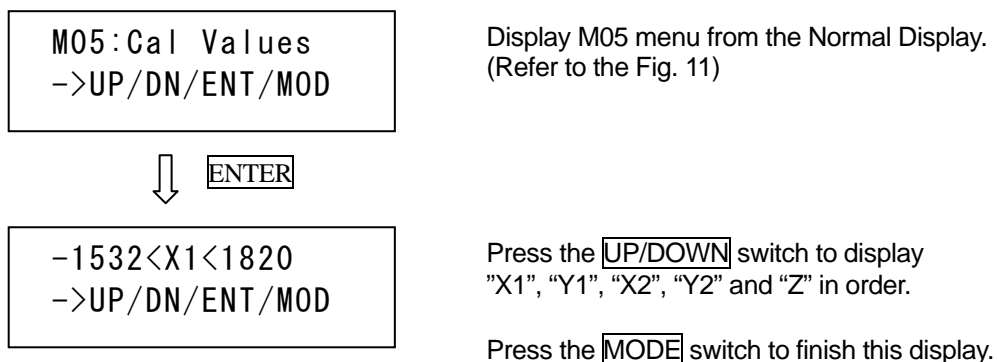 M05:Cal Values
->UP/DN/ENT/MOD
Display M05 menu from the Normal Display.
(Refer to the Fig. 11)
ENTER
-1532<X1<1820
->UP/DN/ENT/MOD
Press the UP/DOWN switch to display
”X1”, “Y1”, “X2”, “Y2” and “Z” in order.
Press the MODE switch to finish this display.